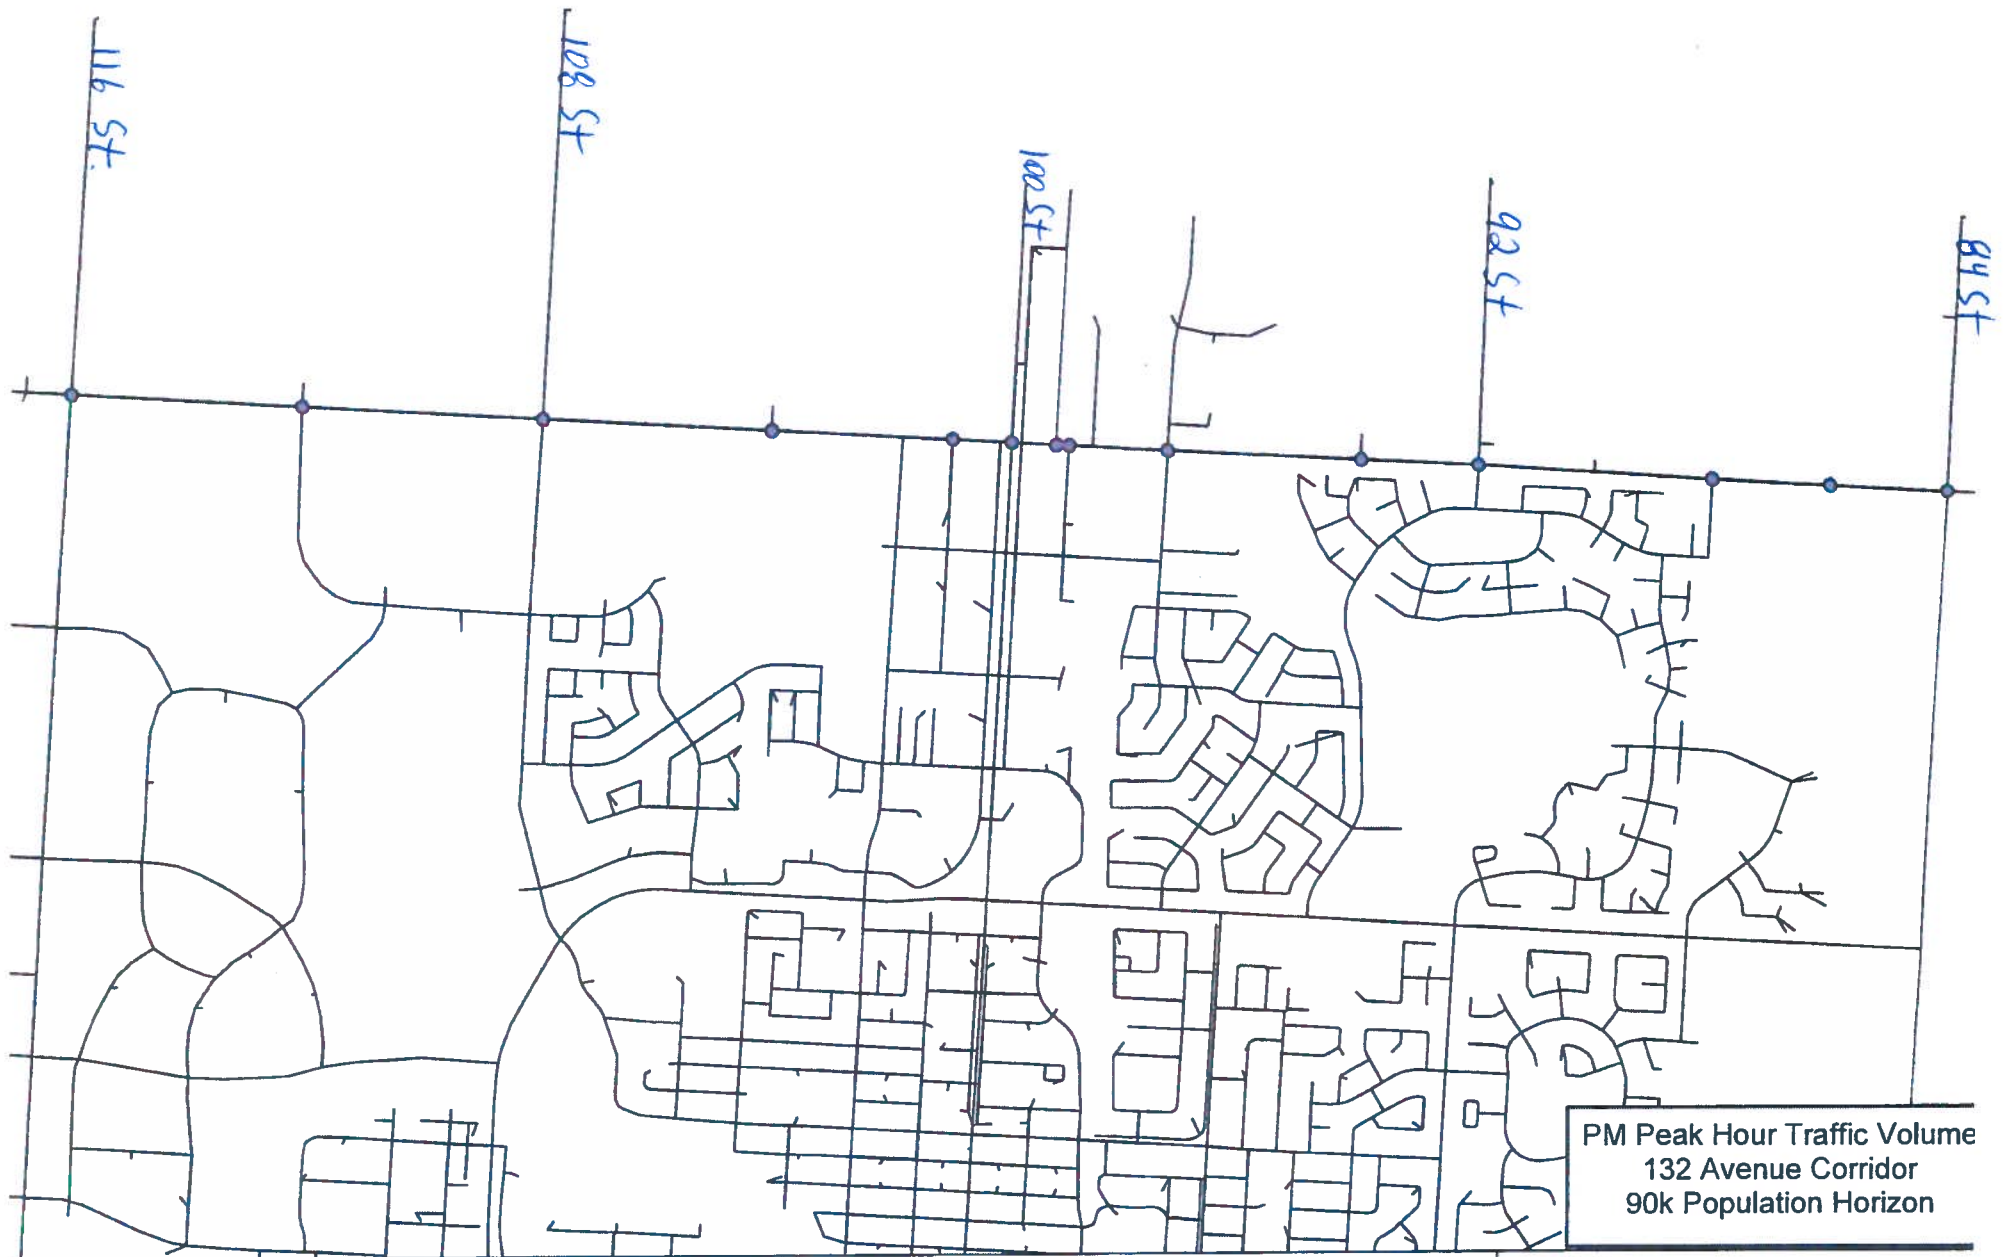 116 St.
108 St
100 St
92 St
84 St
PM Peak Hour Traffic Volume
132 Avenue Corridor
90k Population Horizon